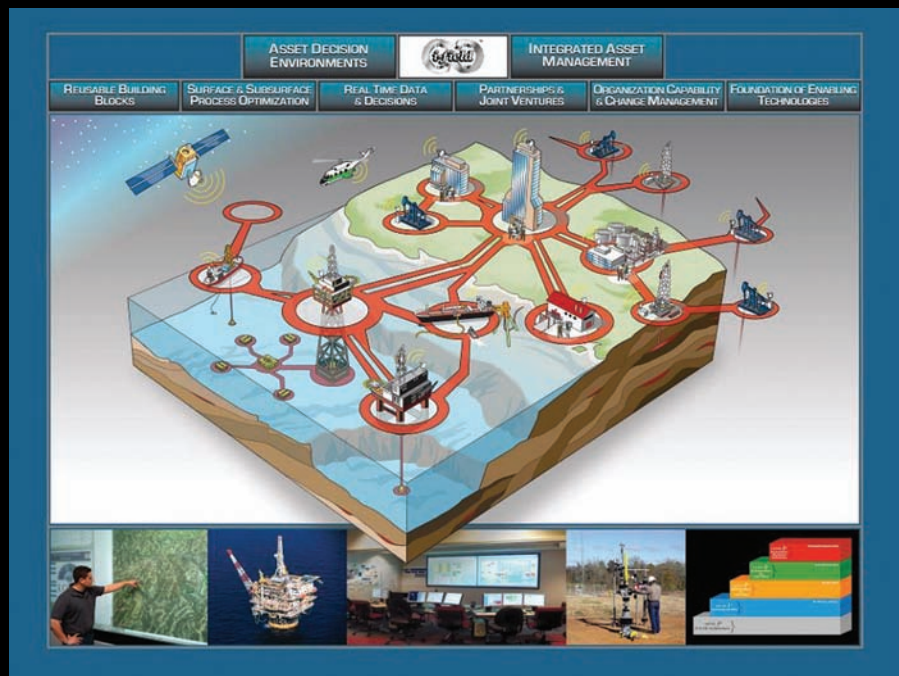 ASSET DECISION
ENVIRONMENTS
i-field
INTEGRATED ASSET
MANAGEMENT
REUSABLE BUILDING
BLOCKS
SURFACE & SUBSURFACE
PROCESS OPTIMIZATION
REAL TIME DATA
& DECISIONS
PARTNERSHIPS &
JOINT VENTURES
ORGANIZATION CAPABILITY
& CHANGE MANAGEMENT
FOUNDATION OF ENABLING
TECHNOLOGIES